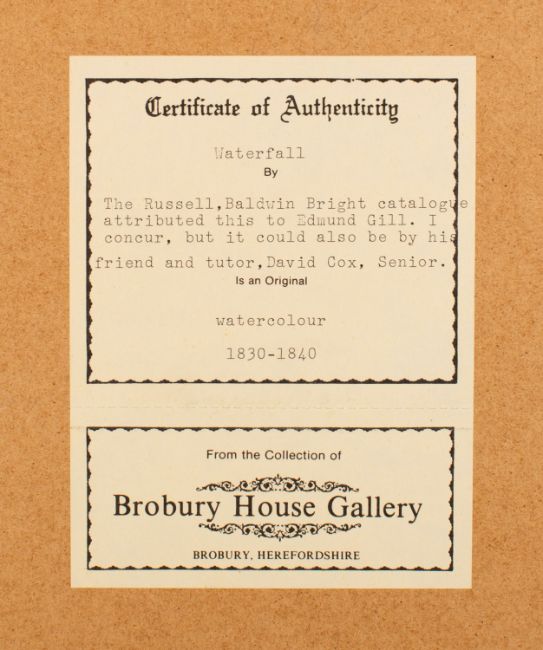 Certificate of Authenticity
Waterfall
By
The Russell,Baldwin Bright catalogue
attributed this to Edmund Gill. I
concur, but it could also be by his
friend and tutor,David Cox, Senior.
Is an Original
watercolour
1830-1840
From the Collection of
Brobury House Gallery
BROBURY, HEREFORDSHIRE